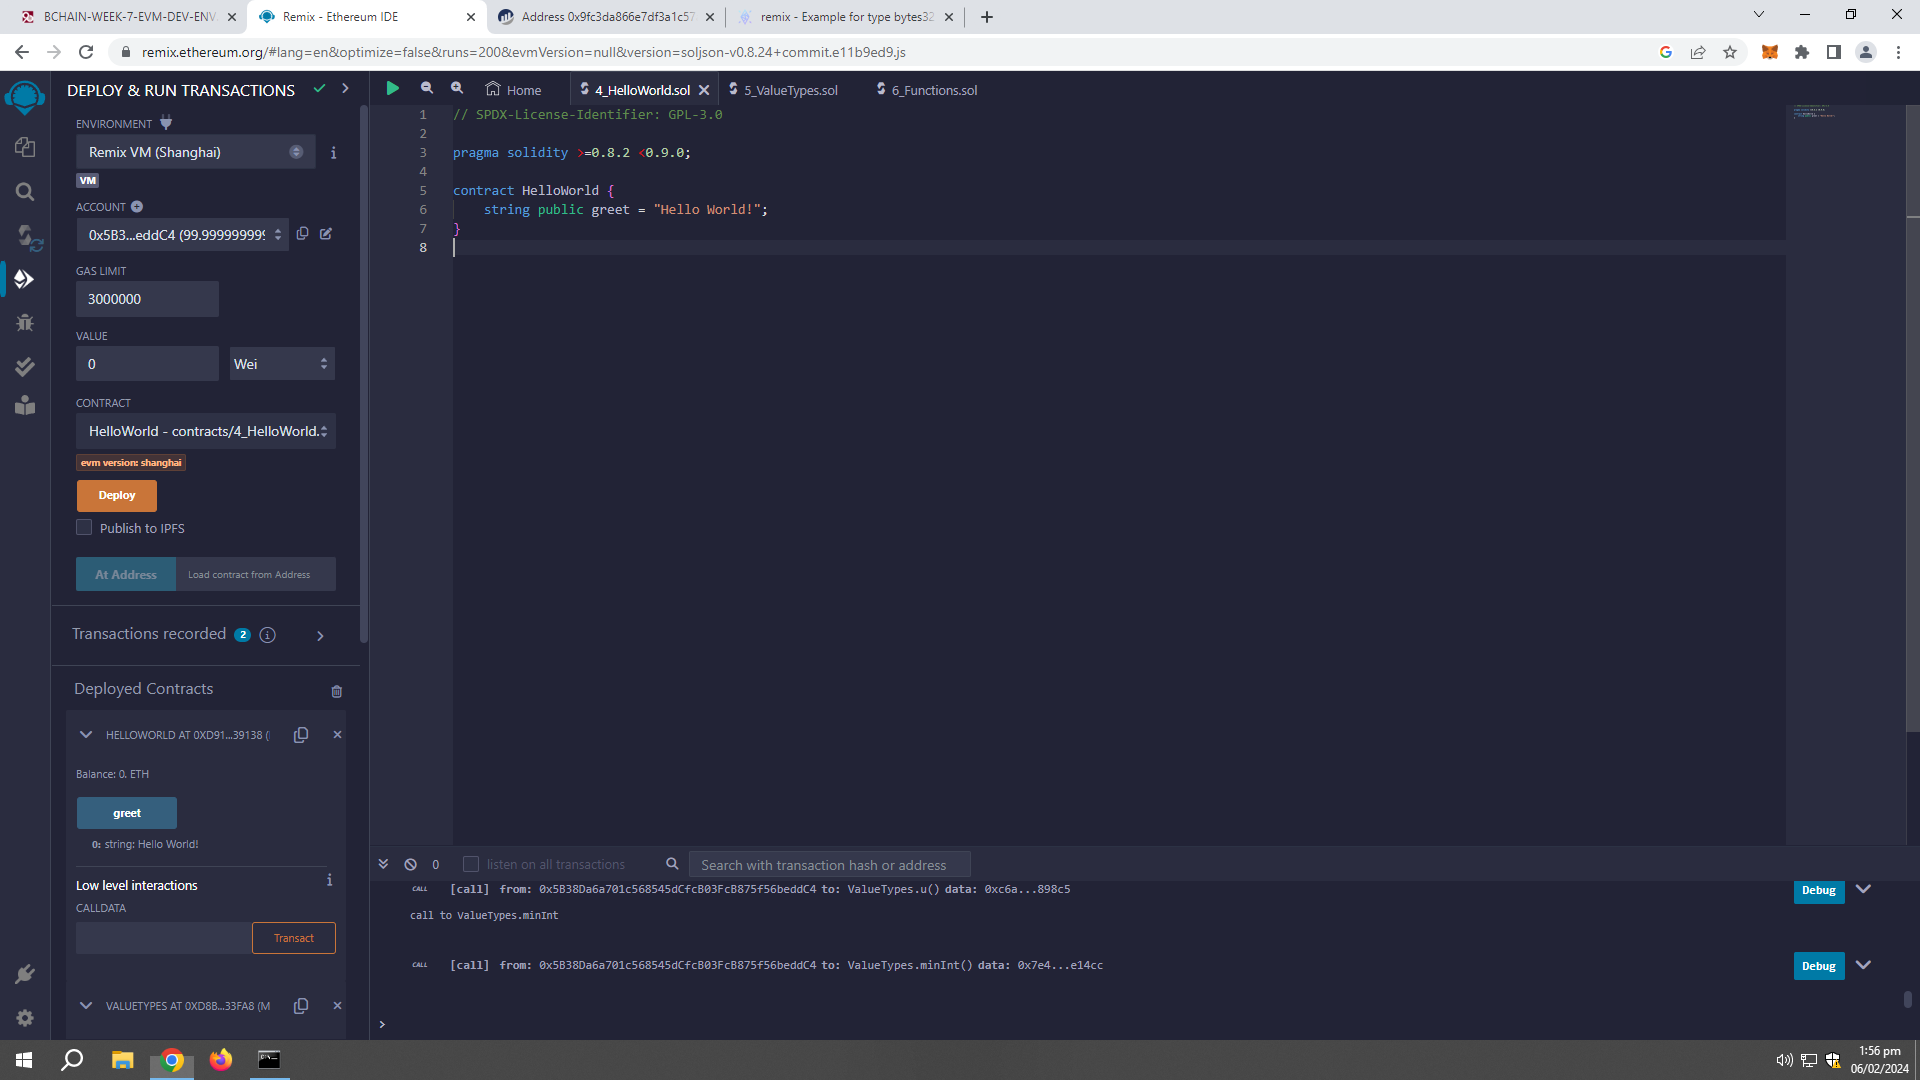 BCHAIN-WEEK-7-EVM-DEV-ENV
Remix - Ethereum IDE
Address 0x9fc3da866e7df3a1c57
remix - Example for type bytes32
remix.ethereum.org/#lang=en&optimize=false&runs=200&evmVersion=null&version=soljson-v0.8.24+commit.e11b9ed9.js
DEPLOY & RUN TRANSACTIONS
Home
4_HelloWorld.sol
5_ValueTypes.sol
6_Functions.sol
ENVIRONMENT
Remix VM (Shanghai)
VM
ACCOUNT
0x5B3...eddC4 (99.9999999999
GAS LIMIT
3000000
VALUE
0
Wei
CONTRACT
HelloWorld - contracts/4_HelloWorld.
evm version: shanghai
Deploy
Publish to IPFS
At Address
Load contract from Address
Transactions recorded 2
Deployed Contracts
HELLOWORLD AT 0XD91...39138 (
Balance: 0. ETH
greet
0: string: Hello World!
Low level interactions
CALLDATA
Transact
VALUETYPES AT 0XD8B...33FA8 (M
1 // SPDX-License-Identifier: GPL-3.0
2
3 pragma solidity >=0.8.2 <0.9.0;
4
5 contract HelloWorld {
6 string public greet = "Hello World!";
7 }
8
0
listen on all transactions
Search with transaction hash or address
CALL [call] from: 0x5B38Da6a701c568545dCfcB03FcB875f56beddC4 to: ValueTypes.u() data: 0xc6a...898c5
Debug
call to ValueTypes.minInt
CALL [call] from: 0x5B38Da6a701c568545dCfcB03FcB875f56beddC4 to: ValueTypes.minInt() data: 0x7e4...e14cc
Debug
>
1:56 pm
06/02/2024